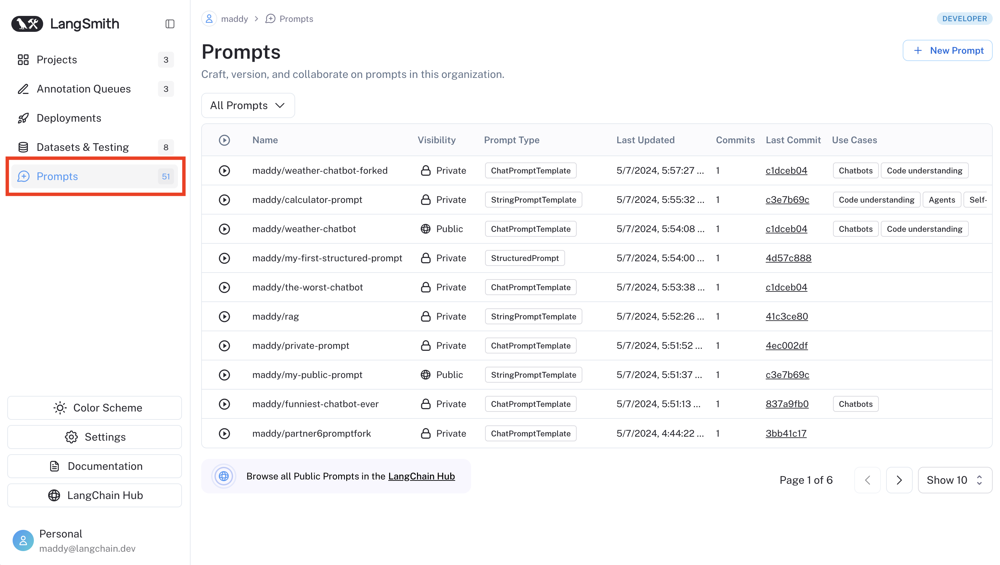 LangSmith
Projects 3
Annotation Queues 3
Deployments
Datasets & Testing 8
Prompts 51
Color Scheme
Settings
Documentation
LangChain Hub
Personal
maddy@langchain.dev
maddy > Prompts
DEVELOPER
Prompts
+ New Prompt
Craft, version, and collaborate on prompts in this organization.
All Prompts
Name Visibility Prompt Type Last Updated Commits Last Commit Use Cases
maddy/weather-chatbot-forked Private ChatPromptTemplate 5/7/2024, 5:57:27 ... 1 c1dceb04 Chatbots Code understanding
maddy/calculator-prompt Private StringPromptTemplate 5/7/2024, 5:55:32 ... 1 c3e7b69c Code understanding Agents Self-
maddy/weather-chatbot Public ChatPromptTemplate 5/7/2024, 5:54:08 ... 1 c1dceb04 Chatbots Code understanding
maddy/my-first-structured-prompt Private StructuredPrompt 5/7/2024, 5:54:00 ... 1 4d57c888
maddy/the-worst-chatbot Private ChatPromptTemplate 5/7/2024, 5:53:38 ... 1 c1dceb04
maddy/rag Private StringPromptTemplate 5/7/2024, 5:52:26 ... 1 41c3ce80
maddy/private-prompt Private ChatPromptTemplate 5/7/2024, 5:51:52 ... 1 4ec002df
maddy/my-public-prompt Public StringPromptTemplate 5/7/2024, 5:51:37 ... 1 c3e7b69c
maddy/funniest-chatbot-ever Private ChatPromptTemplate 5/7/2024, 5:51:13 ... 1 837a9fb0 Chatbots
maddy/partner6promptfork Private ChatPromptTemplate 5/7/2024, 4:44:22 ... 1 3bb41c17
Browse all Public Prompts in the LangChain Hub
Page 1 of 6
Show 10